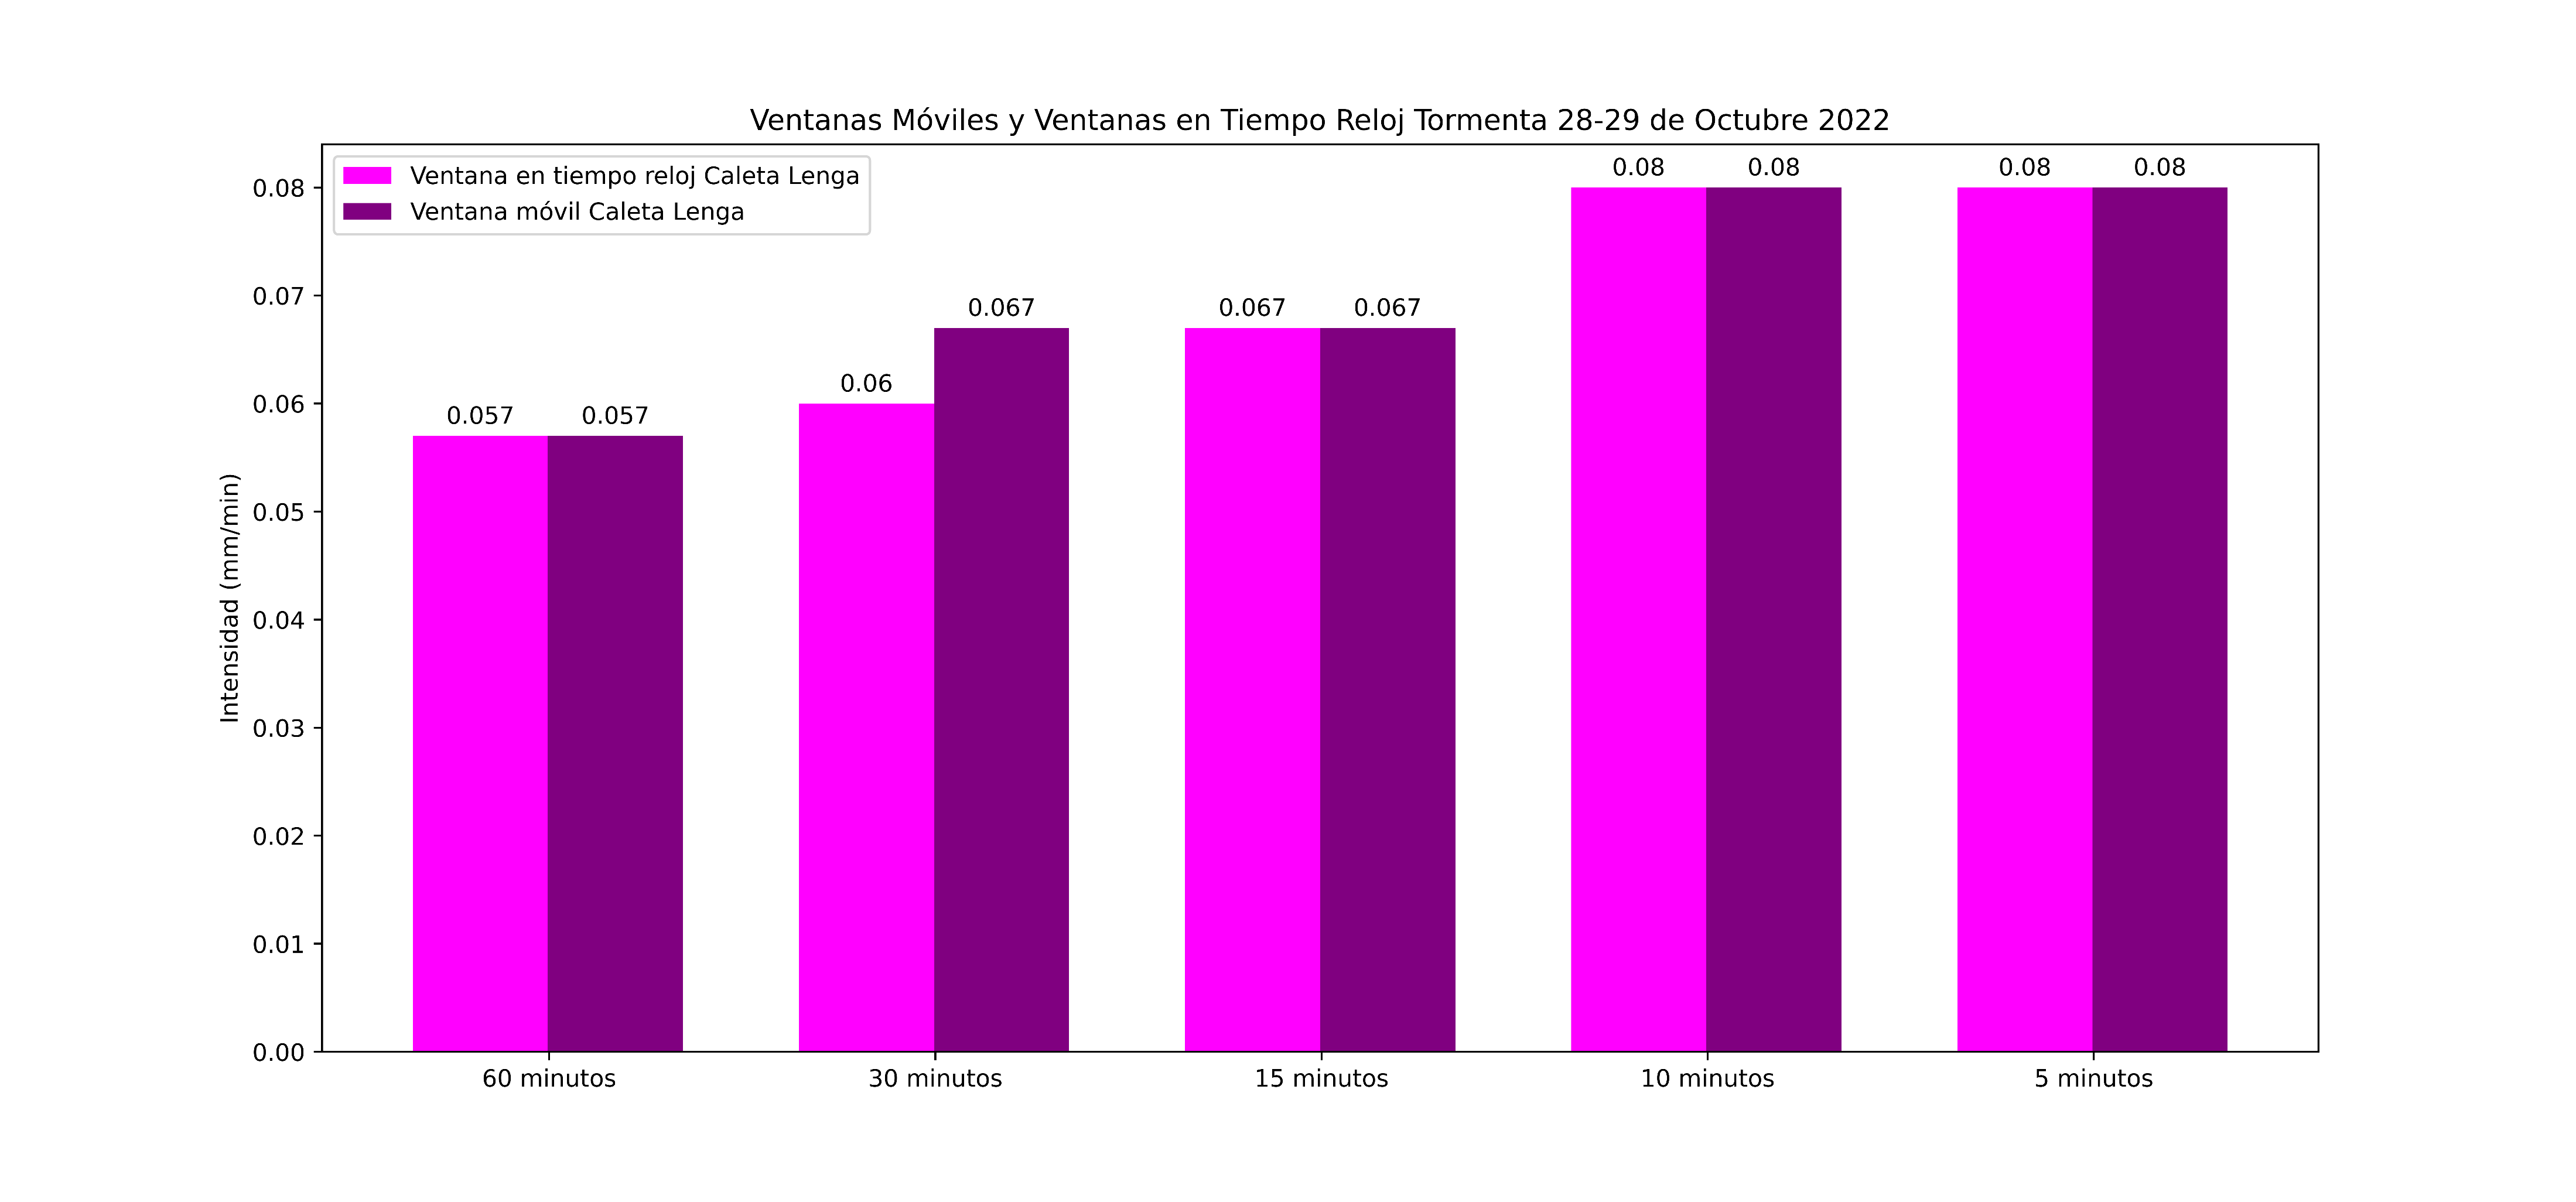 Ventanas Móviles y Ventanas en Tiempo Reloj Tormenta 28-29 de Octubre 2022
Ventana en tiempo reloj Caleta Lenga
Ventana móvil Caleta Lenga
Intensidad (mm/min)
0.08
0.07
0.06
0.05
0.04
0.03
0.02
0.01
0.00
0.057
0.057
0.06
0.067
0.067
0.067
0.08
0.08
0.08
0.08
60 minutos
30 minutos
15 minutos
10 minutos
5 minutos